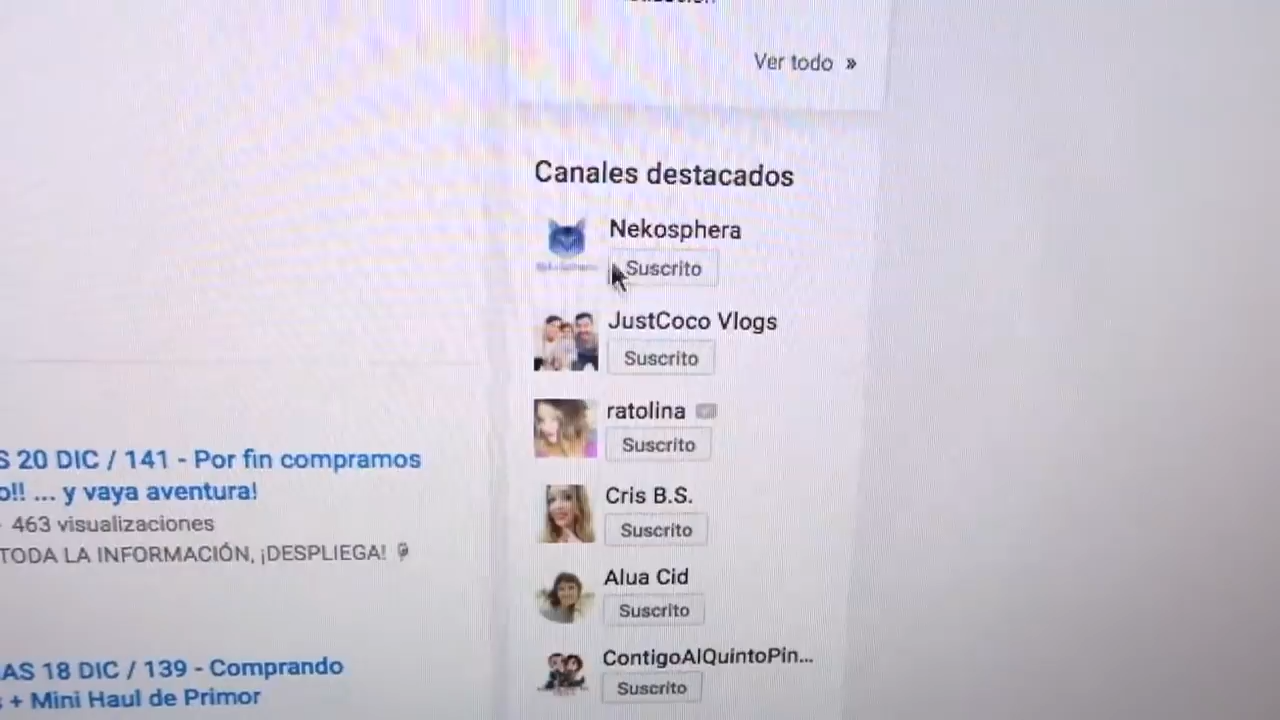 Ver todo »
Canales destacados
Nekosphera
Suscrito
JustCoco Vlogs
Suscrito
ratolina
Suscrito
Cris B.S.
Suscrito
Alua Cid
Suscrito
ContigoAlQuintoPin...
Suscrito
S 20 DIC / 141 - Por fin compramos
o!! ... y vaya aventura!
463 visualizaciones
TODA LA INFORMACIÓN, ¡DESPLIEGA!
AS 18 DIC / 139 - Comprando
+ Mini Haul de Primor